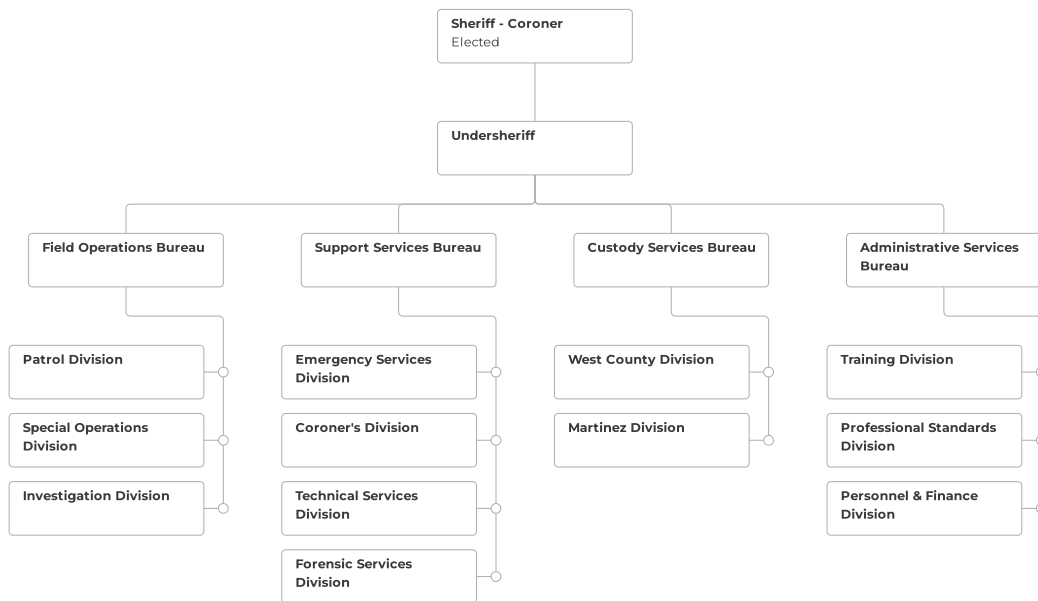 Sheriff - Coroner
Elected
Undersheriff
Field Operations Bureau
Support Services Bureau
Custody Services Bureau
Administrative Services
Bureau
Patrol Division
Special Operations
Division
Investigation Division
Emergency Services
Division
Coroner's Division
Technical Services
Division
Forensic Services
Division
West County Division
Martinez Division
Training Division
Professional Standards
Division
Personnel & Finance
Division